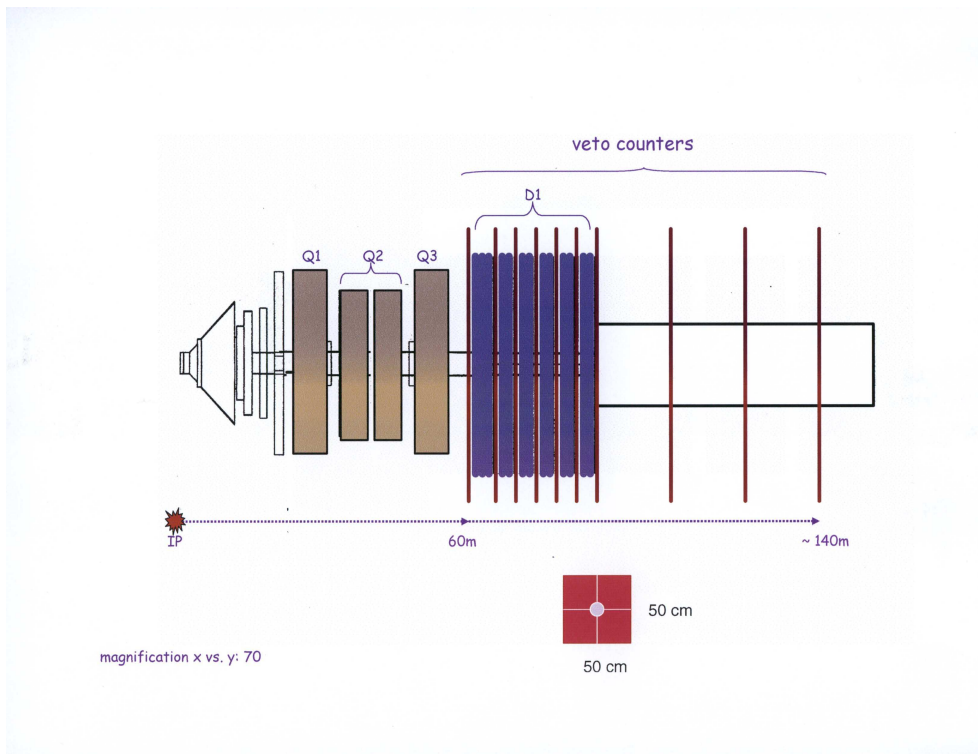 veto counters
D1
Q1
Q2
Q3
IP
60m
~ 140m
50 cm
50 cm
magnification x vs. y: 70